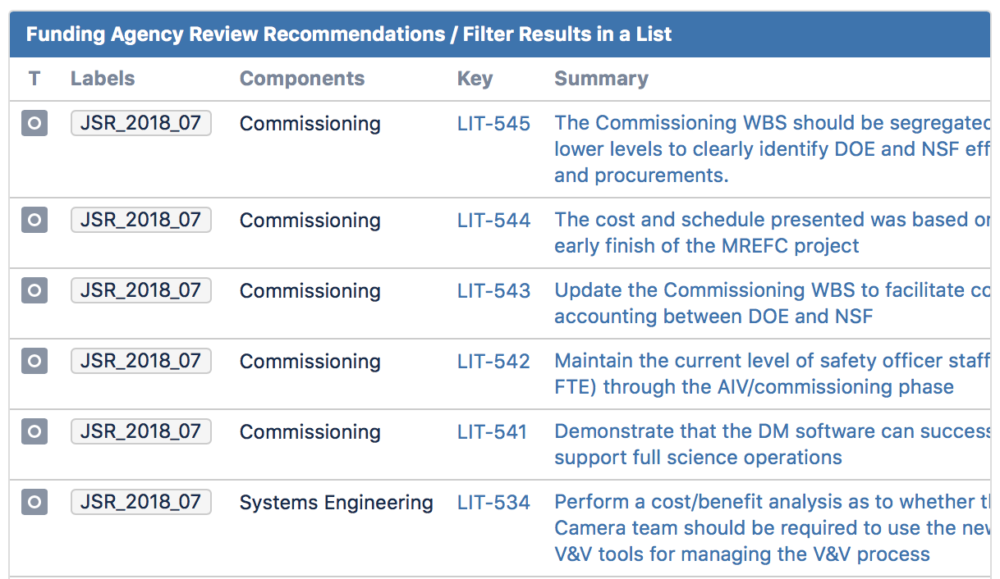 Funding Agency Review Recommendations / Filter Results in a List
T Labels Components Key Summary
JSR_2018_07 Commissioning LIT-545 The Commissioning WBS should be segregated
lower levels to clearly identify DOE and NSF
and procurements.
JSR_2018_07 Commissioning LIT-544 The cost and schedule presented was based on
early finish of the MREFC project
JSR_2018_07 Commissioning LIT-543 Update the Commissioning WBS to facilitate
accounting between DOE and NSF
JSR_2018_07 Commissioning LIT-542 Maintain the current level of safety officer
FTE) through the AIV/commissioning phase
JSR_2018_07 Commissioning LIT-541 Demonstrate that the DM software can
support full science operations
JSR_2018_07 Systems Engineering LIT-534 Perform a cost/benefit analysis as to whether
Camera team should be required to use the new
V&V tools for managing the V&V process